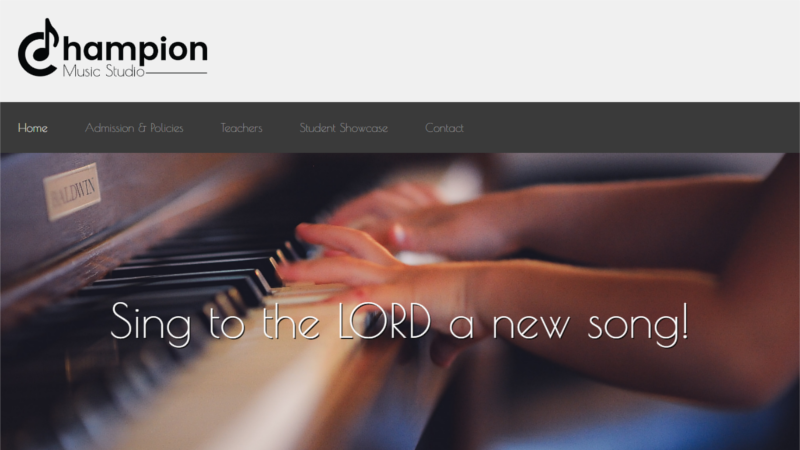 Champion
Music Studio
Home Admission & Policies Teachers Student Showcase Contact
BALDWIN
Sing to the LORD a new song!